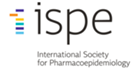 ispe
International Society
for Pharmacoepidemiology